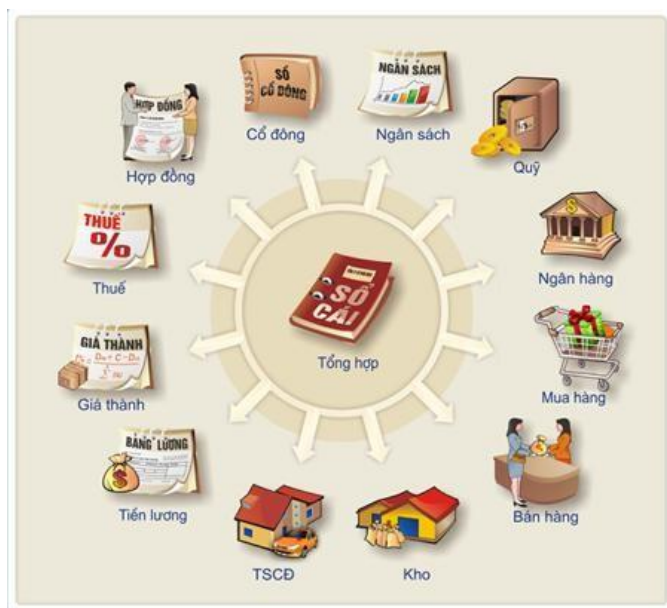 SỔ
CỔ ĐÔNG
Cổ đông
NGÂN SÁCH
Ngân sách
Quỹ
HỢP ĐỒNG
Hợp đồng
THUẾ
%
Thuế
$
Ngân hàng
SỔ
CÁI
Tổng hợp
GIÁ THÀNH
Giá thành
Mua hàng
BẢNG LƯƠNG
$
Tiền lương
Bán hàng
TSCĐ
Kho